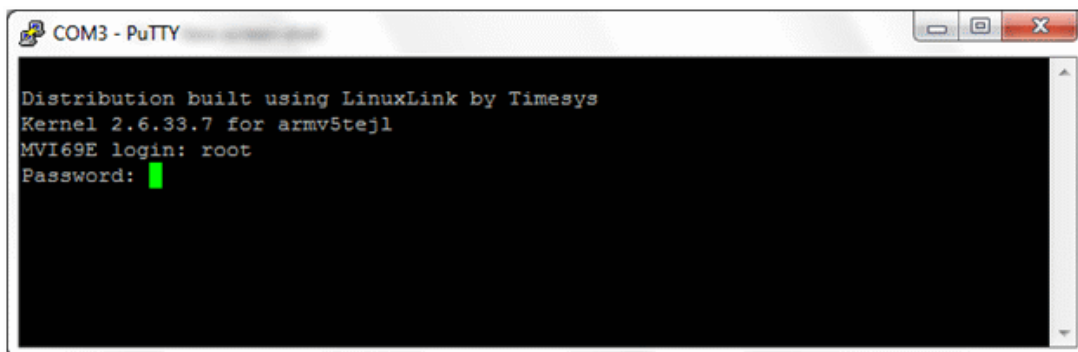 COM3 - PuTTY
Distribution built using LinuxLink by Timesys
Kernel 2.6.33.7 for armv5tejl
MVI69E login: root
Password: